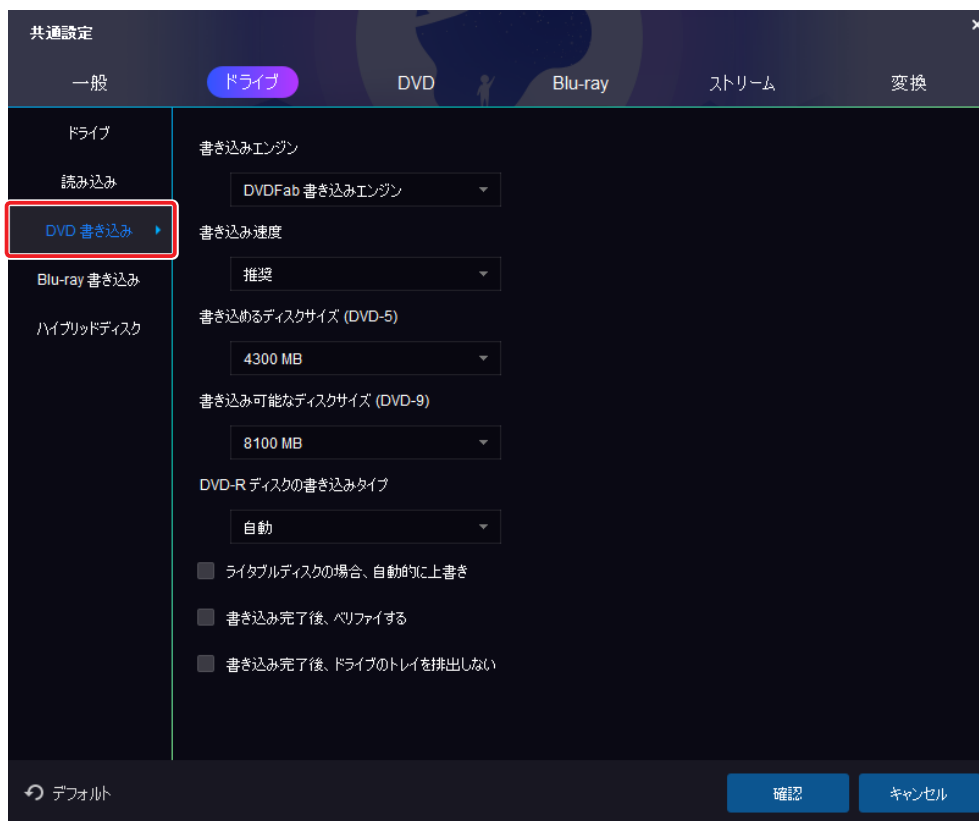 共通設定
一般
ドライブ
DVD
Blu-ray
ストリーム
変換
ドライブ
読み込み
DVD 書き込み
Blu-ray 書き込み
ハイブリッドディスク
書き込みエンジン
DVDFab 書き込みエンジン
書き込み速度
推奨
書き込めるディスクサイズ (DVD-5)
4300 MB
書き込み可能なディスクサイズ (DVD-9)
8100 MB
DVD-R ディスクの書き込みタイプ
自動
ライタブルディスクの場合、自動的に上書き
書き込み完了後、ベリファイする
書き込み完了後、ドライブのトレイを排出しない
デフォルト
確認
キャンセル